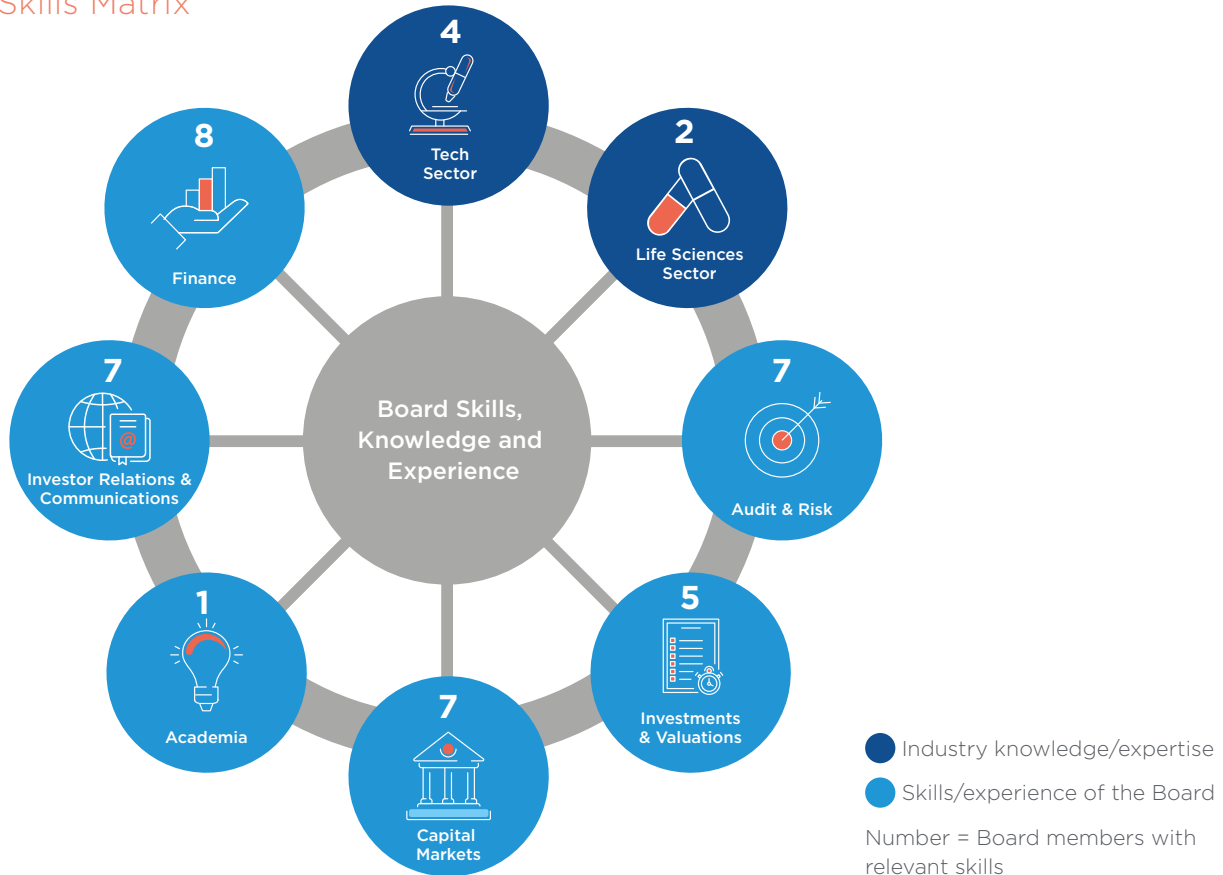 Skills Matrix
4
Tech
Sector
2
Life Sciences
Sector
7
Audit & Risk
5
Investments
& Valuations
7
Capital
Markets
1
Academia
7
@
Investor Relations &
Communications
8
Finance
Board Skills,
Knowledge and
Experience
Industry knowledge/expertise
Skills/experience of the Board
Number = Board members with
relevant skills